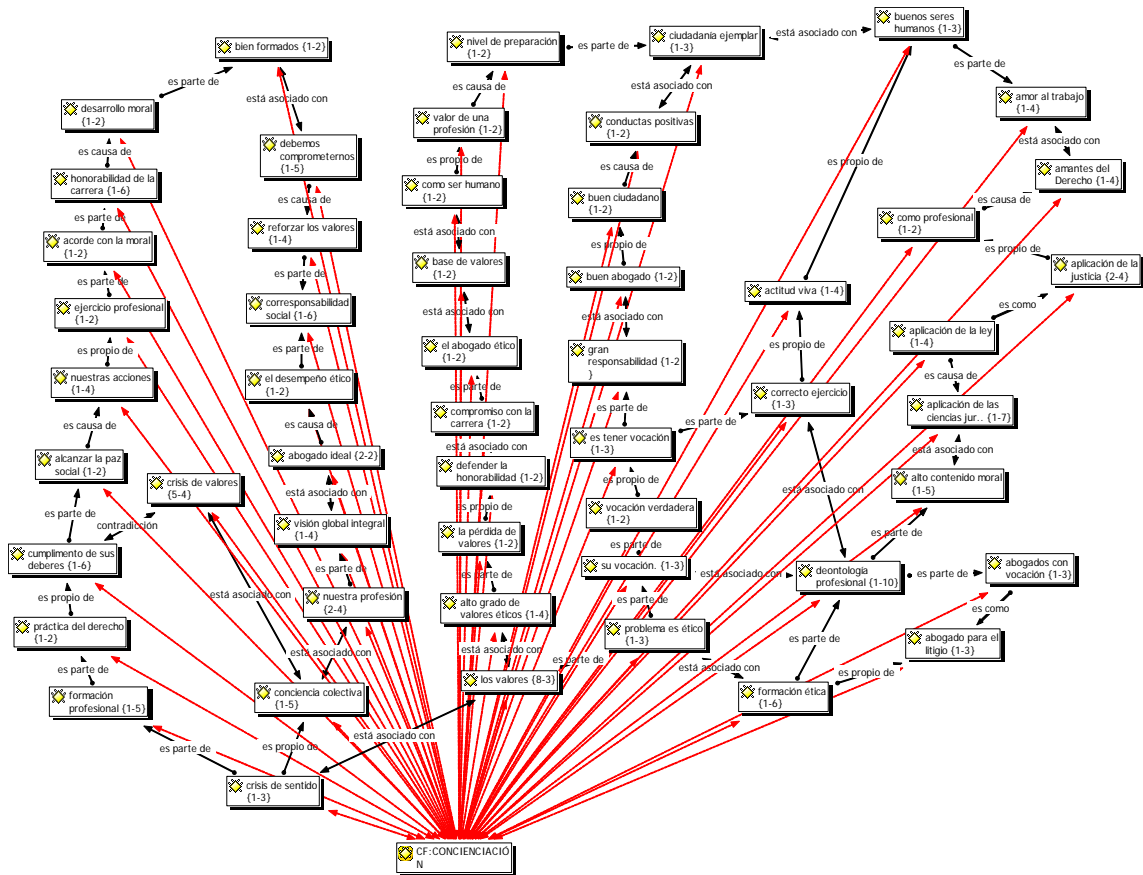 buenos seres
humanos {1-3}
bien formados {1-2}
nivel de preparación
{1-2}
es parte de
ciudadanía ejemplar
{1-3}
está asociado con
es parte de
es parte de
es causa de
está asociado con
está asociado con
amor al trabajo
{1-4}
desarrollo moral
{1-2}
valor de una
profesión {1-2}
conductas positivas
{1-2}
está asociado con
es causa de
debemos
comprometernos
{1-5}
es propio de
es causa de
es propio de
amantes del
Derecho {1-4}
honorabilidad de la
carrera {1-6}
como ser humano
{1-2}
buen ciudadano
{1-2}
es causa de
es causa de
es parte de
como profesional
{1-2}
reforzar los valores
{1-4}
está asociado con
es propio de
es propio de
acorde con la moral
{1-2}
base de valores
{1-2}
buen abogado {1-2}
aplicación de la
justicia {2-4}
es parte de
es parte de
actitud viva {1-4}
ejercicio profesional
{1-2}
corresponsabilidad
social {1-6}
está asociado con
está asociado con
es como
aplicación de la ley
{1-4}
es propio de
es parte de
el abogado ético
{1-2}
gran
responsabilidad {1-2
}
es propio de
nuestras acciones
{1-4}
el desempeño ético
{1-2}
es parte de
es causa de
correcto ejercicio
{1-3}
es parte de
es parte de
compromiso con la
carrera {1-2}
aplicación de las
ciencias jur.. {1-7}
es causa de
es causa de
está asociado con
es tener vocación
{1-3}
está asociado con
alcanzar la paz
social {1-2}
abogado ideal {2-2}
defender la
honorabilidad {1-2}
es propio de
alto contenido moral
{1-5}
crisis de valores
{5-4}
está asociado con
está asociado con
es parte de
contradicción
visión global integral
{1-4}
es propio de
vocación verdadera
{1-2}
es parte de
la pérdida de
valores {1-2}
es parte de
cumplimento de sus
deberes {1-6}
es parte de
es parte de
su vocación. {1-3}
está asociado con
deontología
profesional {1-10}
es parte de
abogados con
vocación {1-3}
es propio de
está asociado con
nuestra profesión
{2-4}
alto grado de
valores éticos {1-4}
es parte de
es como
práctica del derecho
{1-2}
problema es ético
{1-3}
es parte de
abogado para el
litigio {1-3}
está asociado con
está asociado con
es parte de
es parte de
está asociado con
es propio de
los valores {8-3}
formación
profesional {1-5}
conciencia colectiva
{1-5}
formación ética
{1-6}
es parte de
es propio de
está asociado con
crisis de sentido
{1-3}
CF:CONCIENCIACIÓ
N